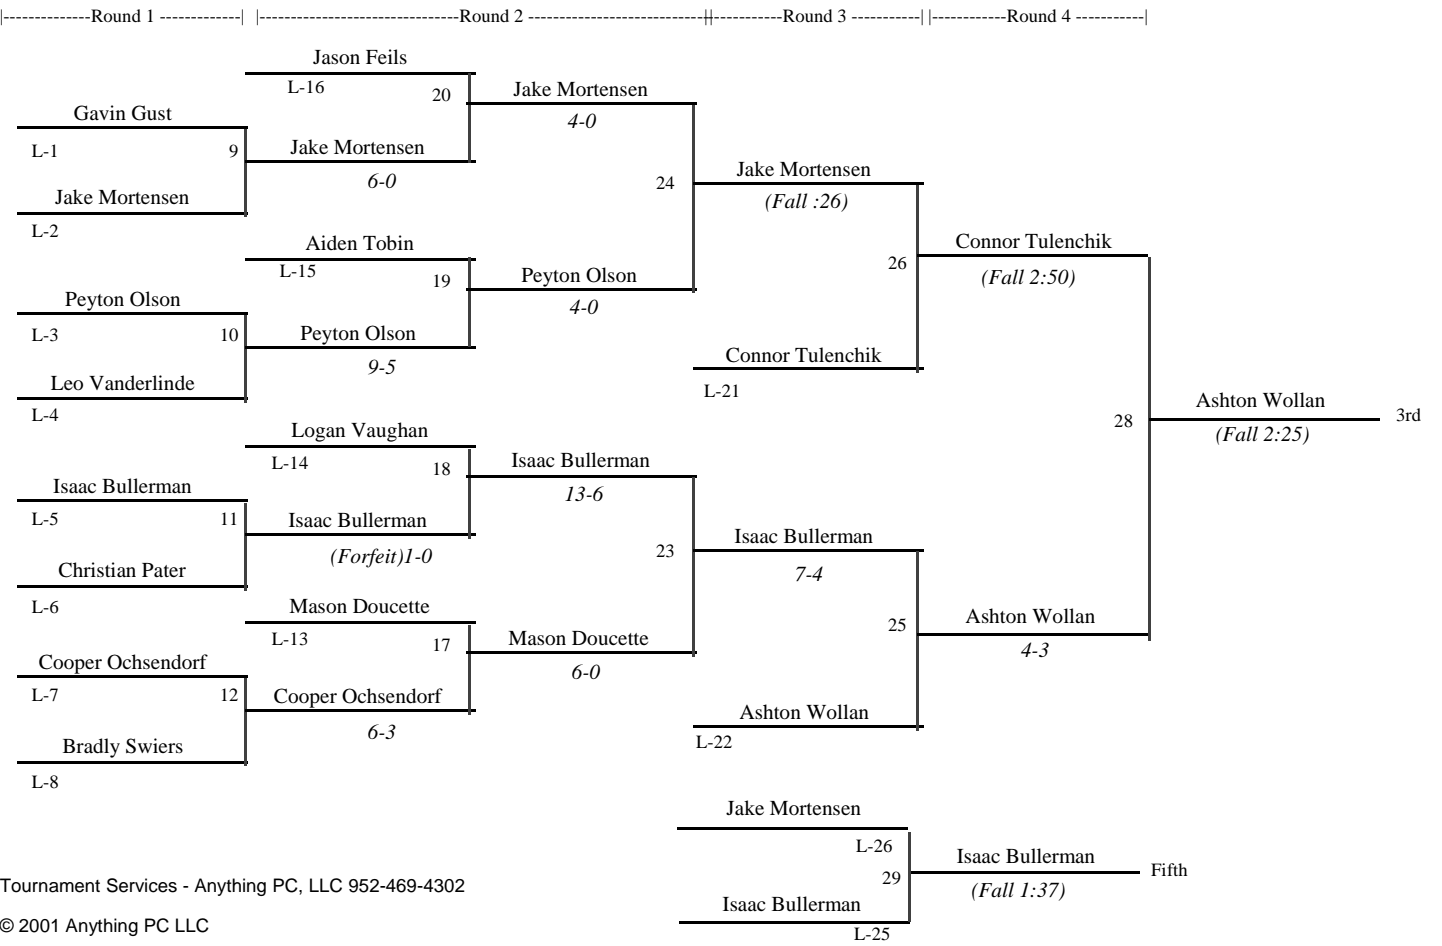 |--------------Round 1 -------------| |--------------------------------Round 2 ----------------------------||------------Round 3 -----------| |------------Round 4 -----------|
Jason Feils
L-16
20
Jake Mortensen
4-0
Gavin Gust
L-1
9
Jake Mortensen
6-0
Jake Mortensen
L-2
24
Jake Mortensen
(Fall :26)
Aiden Tobin
L-15
19
Peyton Olson
4-0
26
Connor Tulenchik
(Fall 2:50)
Peyton Olson
L-3
10
Peyton Olson
9-5
Connor Tulenchik
L-21
Leo Vanderlinde
L-4
28
Ashton Wollan
(Fall 2:25)
3rd
Logan Vaughan
L-14
18
Isaac Bullerman
13-6
Isaac Bullerman
L-5
11
Isaac Bullerman
(Forfeit)1-0
23
Isaac Bullerman
7-4
Christian Pater
L-6
Mason Doucette
L-13
17
Mason Doucette
6-0
25
Ashton Wollan
4-3
Cooper Ochsendorf
L-7
12
Cooper Ochsendorf
6-3
Ashton Wollan
L-22
Bradly Swiers
L-8
Jake Mortensen
L-26
29
Isaac Bullerman
(Fall 1:37)
Fifth
Isaac Bullerman
L-25
Tournament Services - Anything PC, LLC 952-469-4302
© 2001 Anything PC LLC